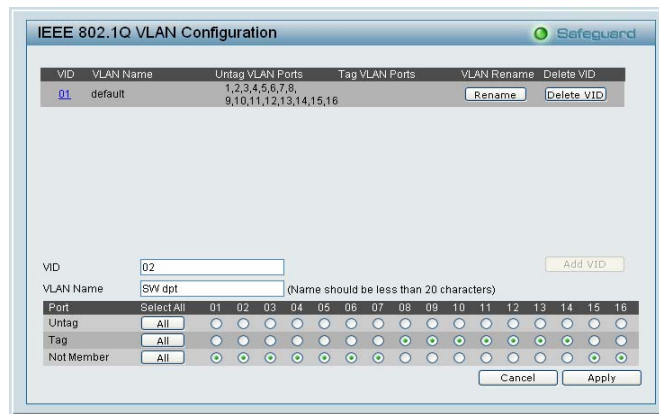 IEEE 802.1Q VLAN Configuration Safeguard
VID VLAN Name Untag VLAN Ports Tag VLAN Ports VLAN Rename Delete VID
01 default 1,2,3,4,5,6,7,8, Rename Delete VID
9,10,11,12,13,14,15,16
VID 02 Add VID
VLAN Name SW dpt (Name should be less than 20 characters)
Port Select All 01 02 03 04 05 06 07 08 09 10 11 12 13 14 15 16
Untag All
Tag All
Not Member All
Cancel Apply